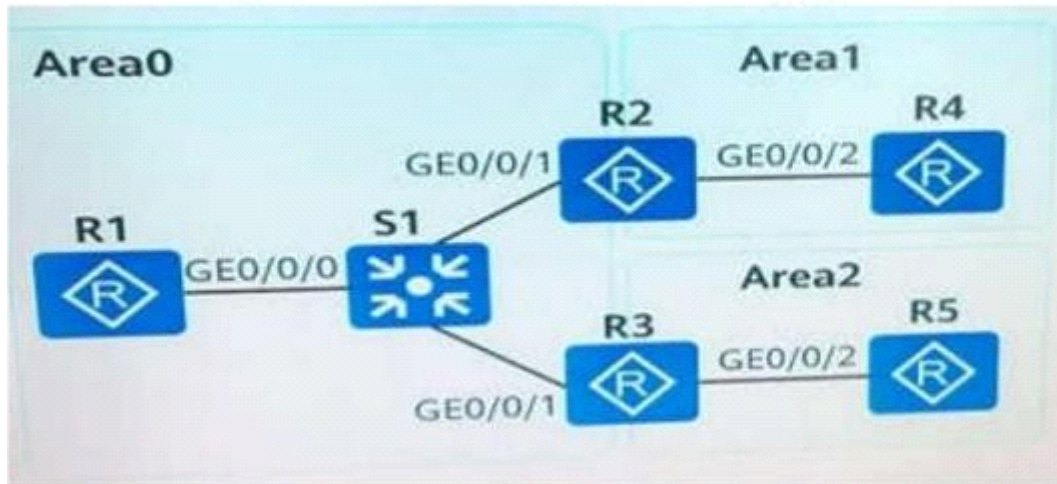 Area0
Area1
R2
R4
GE0/0/1
GE0/0/2
R
R
R1
S1
GE0/0/0
R
Area2
R3
R5
GE0/0/2
GE0/0/1
R
R